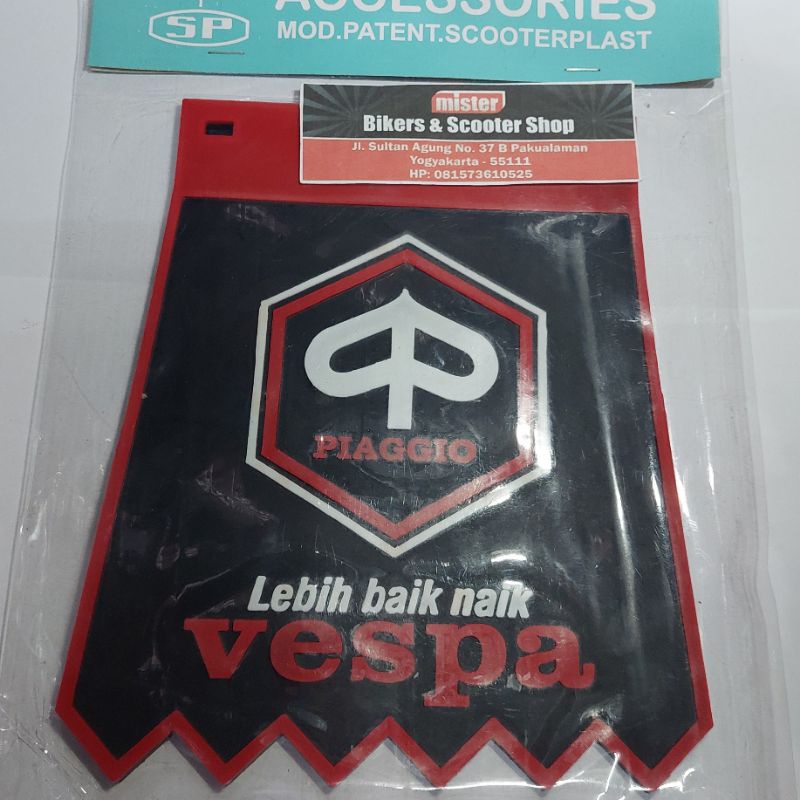 ACCESSORIES
SP
MOD.PATENT.SCOOTERPLAST
mister
Bikers & Scooter Shop
Jl. Sultan Agung No. 37 B Pakualaman
Yogyakarta - 55111
HP: 081573610525
PIAGGIO
Lebih baik naik
vespa